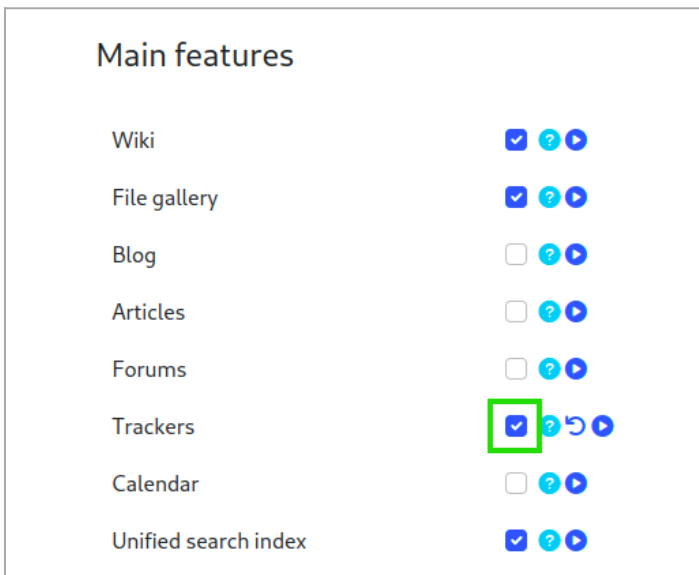 Main features
Wiki ? 
File gallery ?
Blog ?
Articles ?
Forums ?
Trackers ?
Calendar ?
Unified search index ?